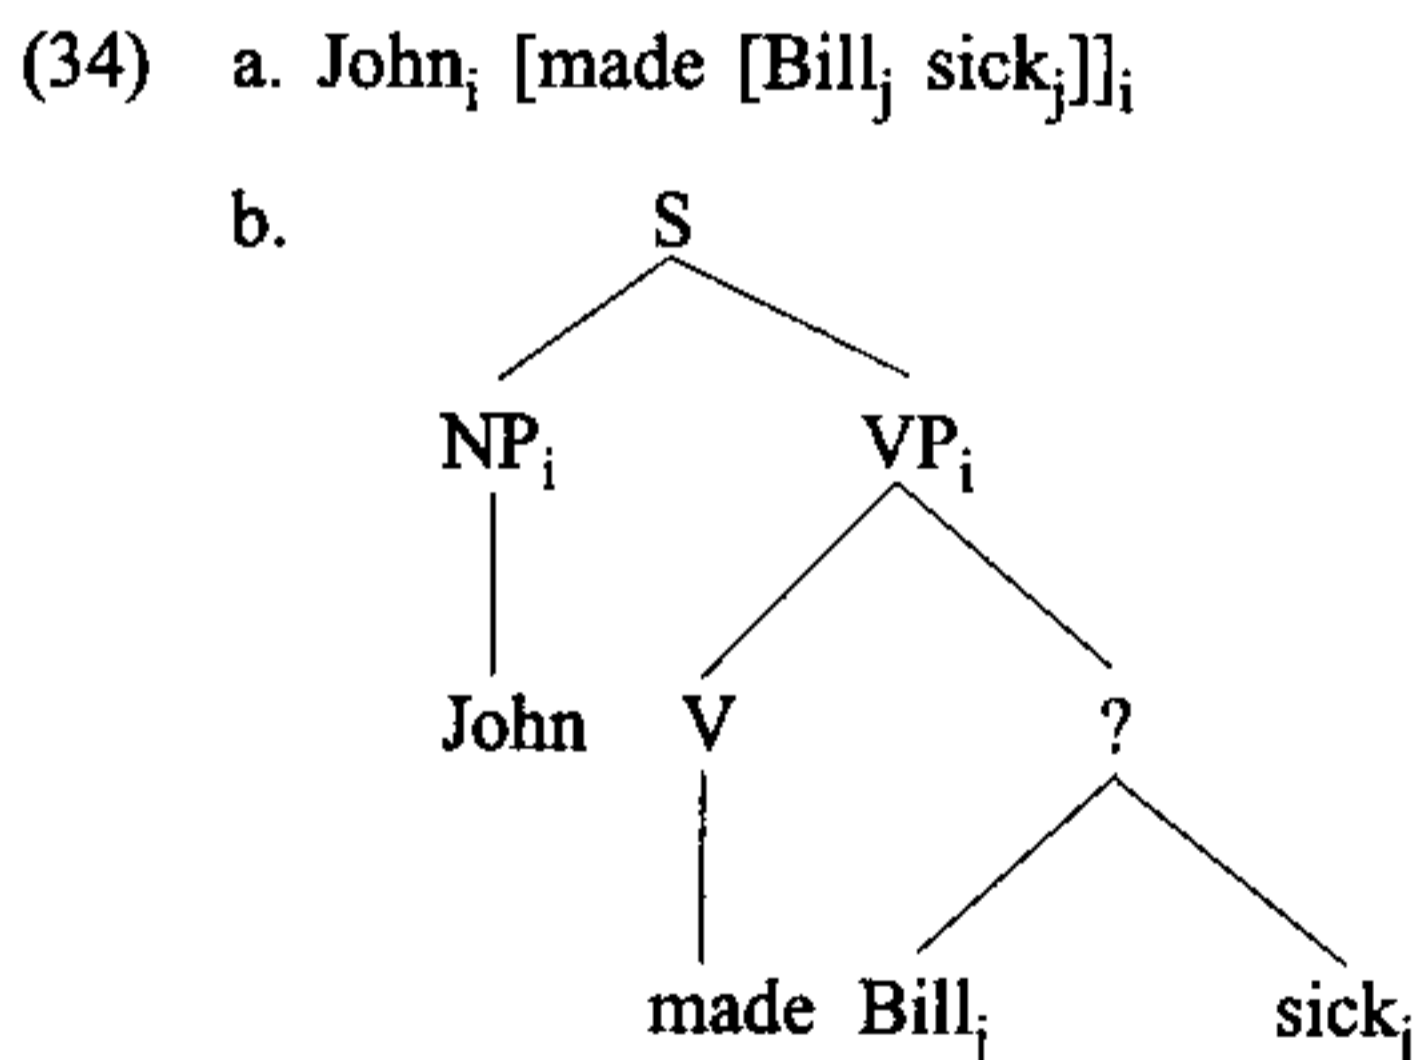 (34) a. Johnᵢ [made [Billⱼ sickⱼ]]ᵢ
b. S
NPᵢ VPᵢ
John V ?
made Billⱼ sickⱼ